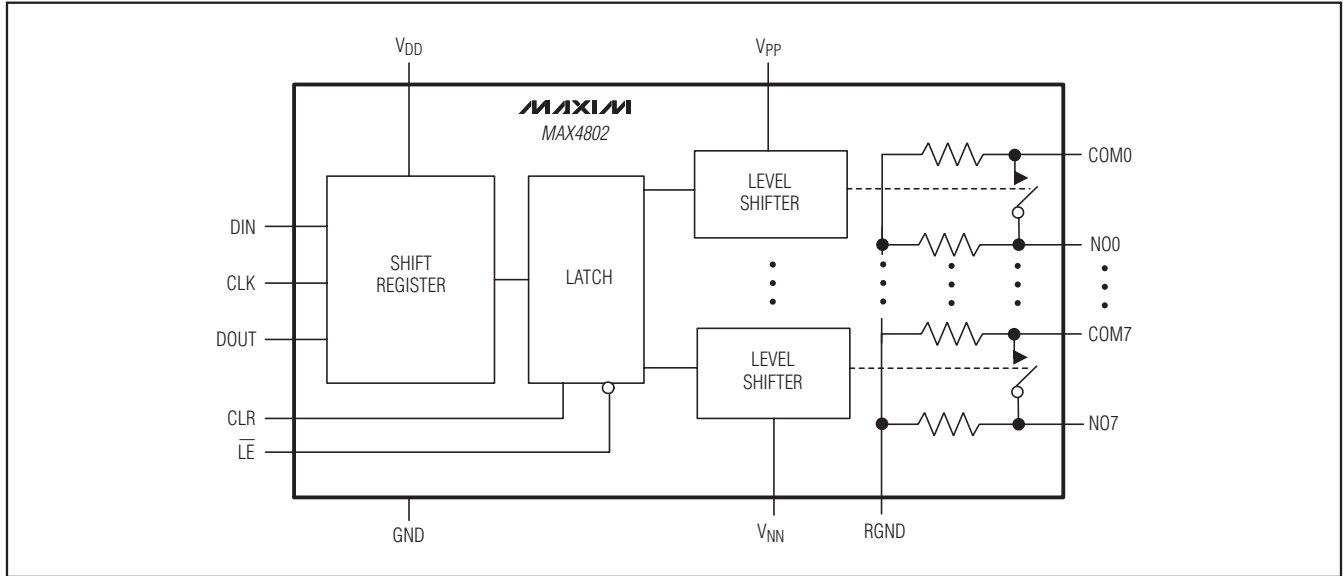 VDD
VPP
MAXIM
MAX4802
DIN
CLK
DOUT
CLR
LE
SHIFT
REGISTER
LATCH
LEVEL
SHIFTER
LEVEL
SHIFTER
COM0
NO0
COM7
NO7
GND
VNN
RGND